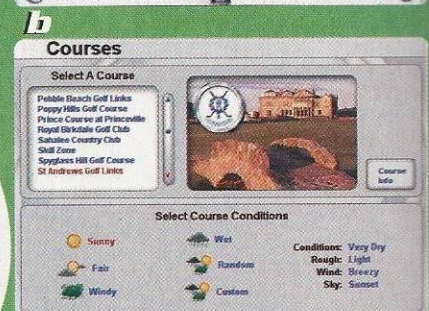 b
Courses
Select A Course
Pebble Beach Golf Links
Poppy Hills Golf Course
Prince Course at Princeville
Royal Birkdale Golf Club
Sahalee Country Club
Skill Zone
Spyglass Hill Golf Course
St Andrews Golf Links
Course Info
Select Course Conditions
Sunny
Fair
Windy
Wet
Random
Custom
Conditions: Very Dry
Rough: Light
Wind: Breezy
Sky: Sunset